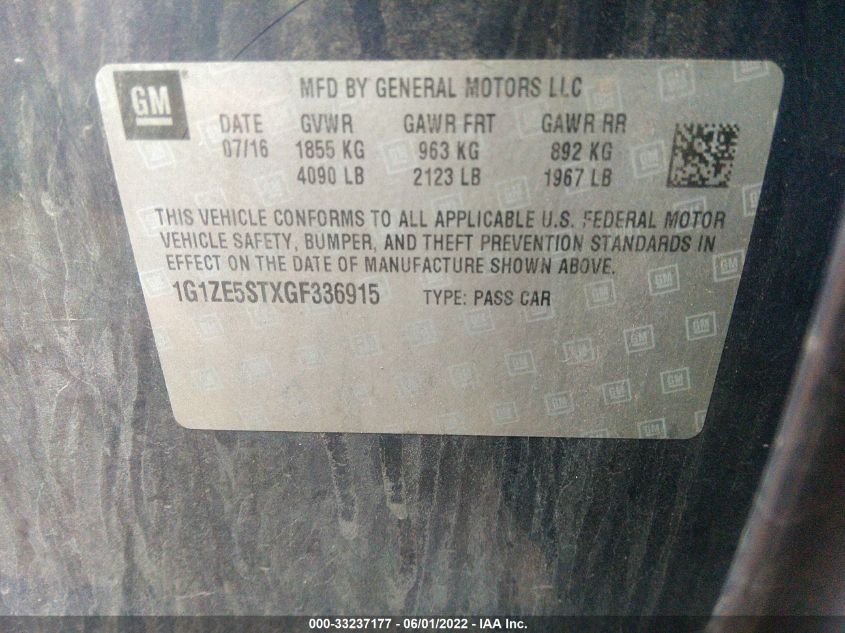 GM
MFD BY GENERAL MOTORS LLC
DATE GVWR GAWR FRT GAWR RR
07/16 1855 KG 963 KG 892 KG
4090 LB 2123 LB 1967 LB
THIS VEHICLE CONFORMS TO ALL APPLICABLE U.S. FEDERAL MOTOR
VEHICLE SAFETY, BUMPER, AND THEFT PREVENTION STANDARDS IN
EFFECT ON THE DATE OF MANUFACTURE SHOWN ABOVE.
1G1ZE5STXGF336915 TYPE: PASS CAR
000-33237177 - 06/01/2022 - IAA Inc.